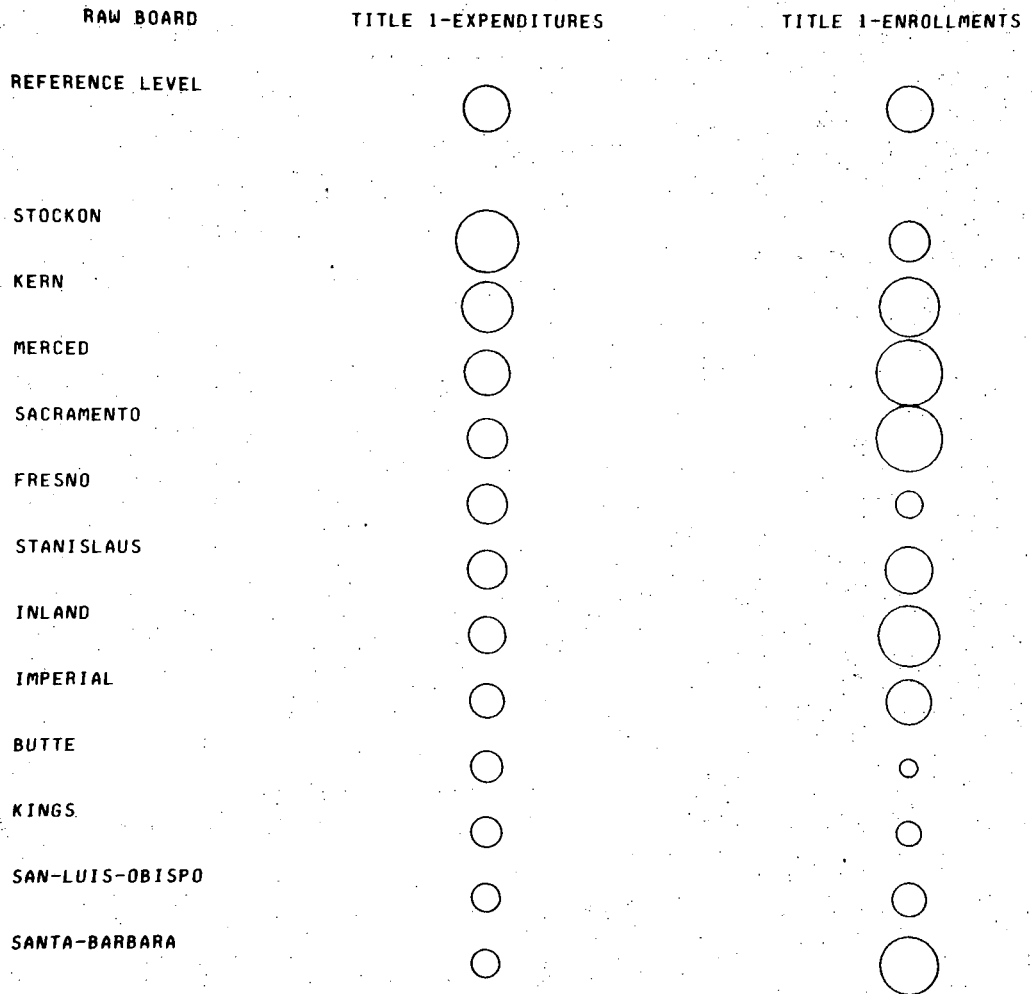 RAW BOARD TITLE 1-EXPENDITURES TITLE 1-ENROLLMENTS
REFERENCE LEVEL
STOCKON
KERN
MERCED
SACRAMENTO
FRESNO
STANISLAUS
INLAND
IMPERIAL
BUTTE
KINGS
SAN-LUIS-OBISPO
SANTA-BARBARA